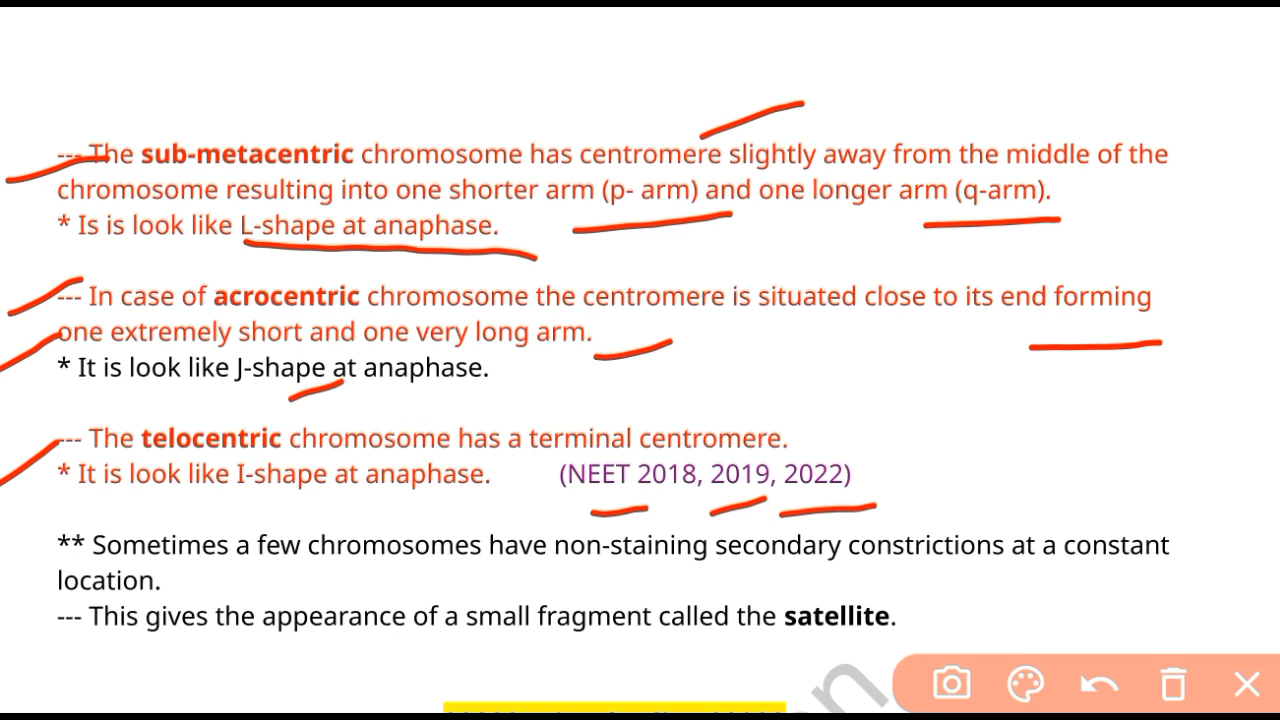 --- The sub-metacentric chromosome has centromere slightly away from the middle of the
chromosome resulting into one shorter arm (p- arm) and one longer arm (q-arm).
* Is is look like L-shape at anaphase.
--- In case of acrocentric chromosome the centromere is situated close to its end forming
one extremely short and one very long arm.
* It is look like J-shape at anaphase.
--- The telocentric chromosome has a terminal centromere.
* It is look like I-shape at anaphase. (NEET 2018, 2019, 2022)
** Sometimes a few chromosomes have non-staining secondary constrictions at a constant
location.
--- This gives the appearance of a small fragment called the satellite.